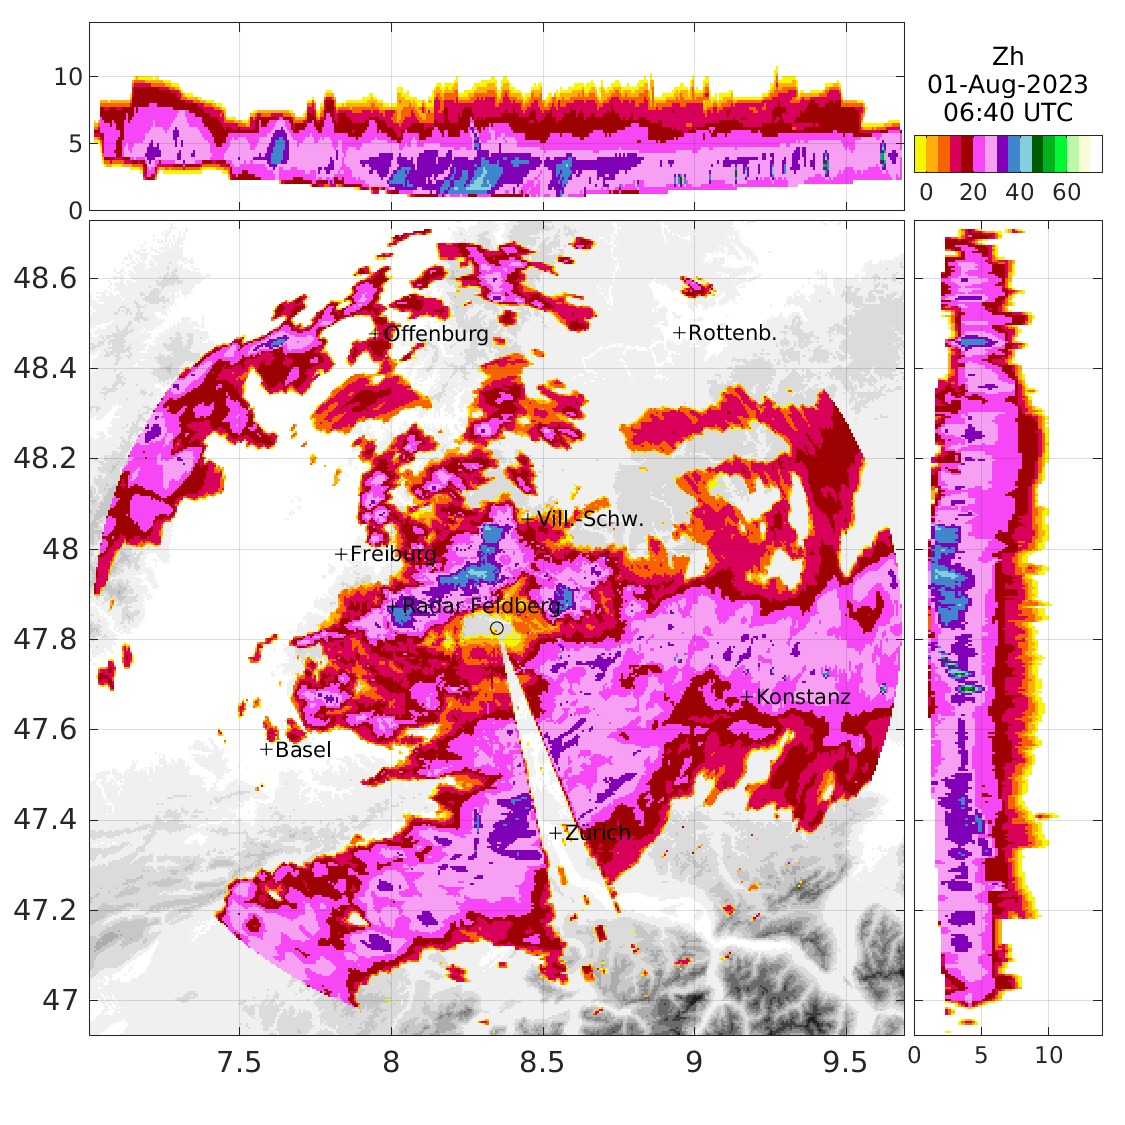 10
5
0
Zh
01-Aug-2023
06:40 UTC
0 20 40 60
48.6
48.4
48.2
48
47.8
47.6
47.4
47.2
47
Offenburg
Rottenb.
Vill.-Schw.
Freiburg
Radar Feldberg
Konstanz
Basel
Zurich
7.5 8 8.5 9 9.5
0 5 10